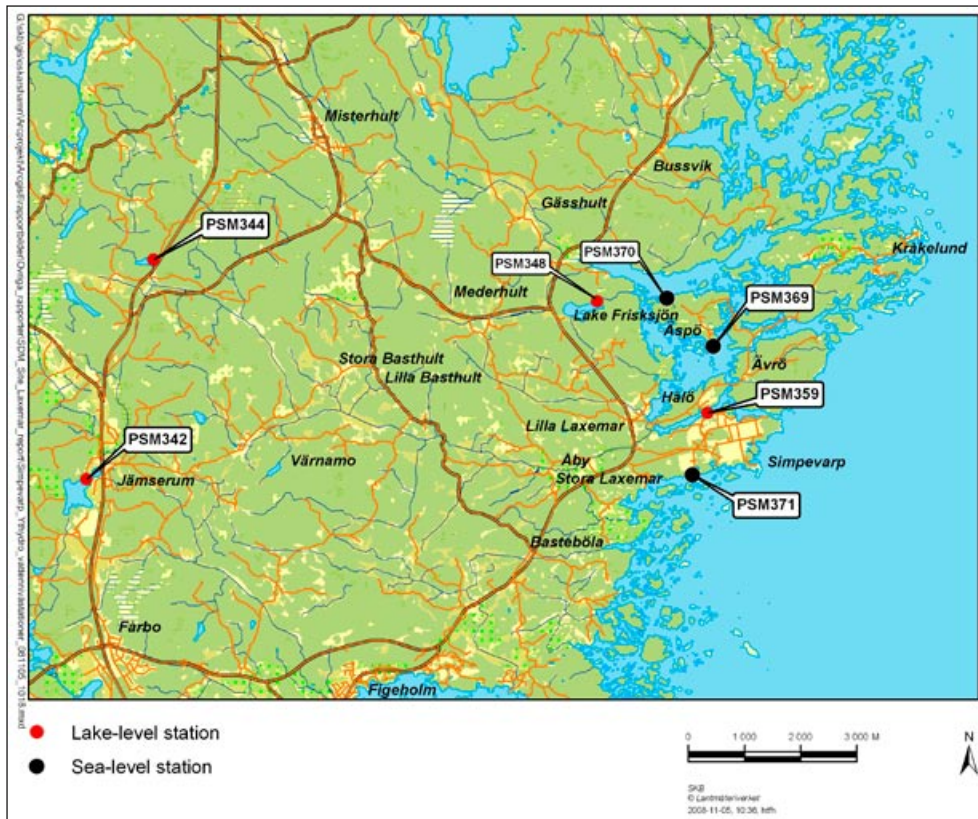 Misterhult
Bussvik
Gässhult
PSM344
Kråkelund
PSM370
PSM348
Mederhult
PSM369
Lake Frisksjön
Äspö
Stora Basthult
Ävrö
Lilla Basthult
Hålö
PSM359
Lilla Laxemar
PSM342
Åby
Värnamo
Simpevarp
Jämserum
Stora Laxemar
PSM371
Basteböla
Fårbo
Figeholm
Lake-level station
Sea-level station
0 1 000 2 000 3 000 M
N
SKB
© Lantmäteriverket